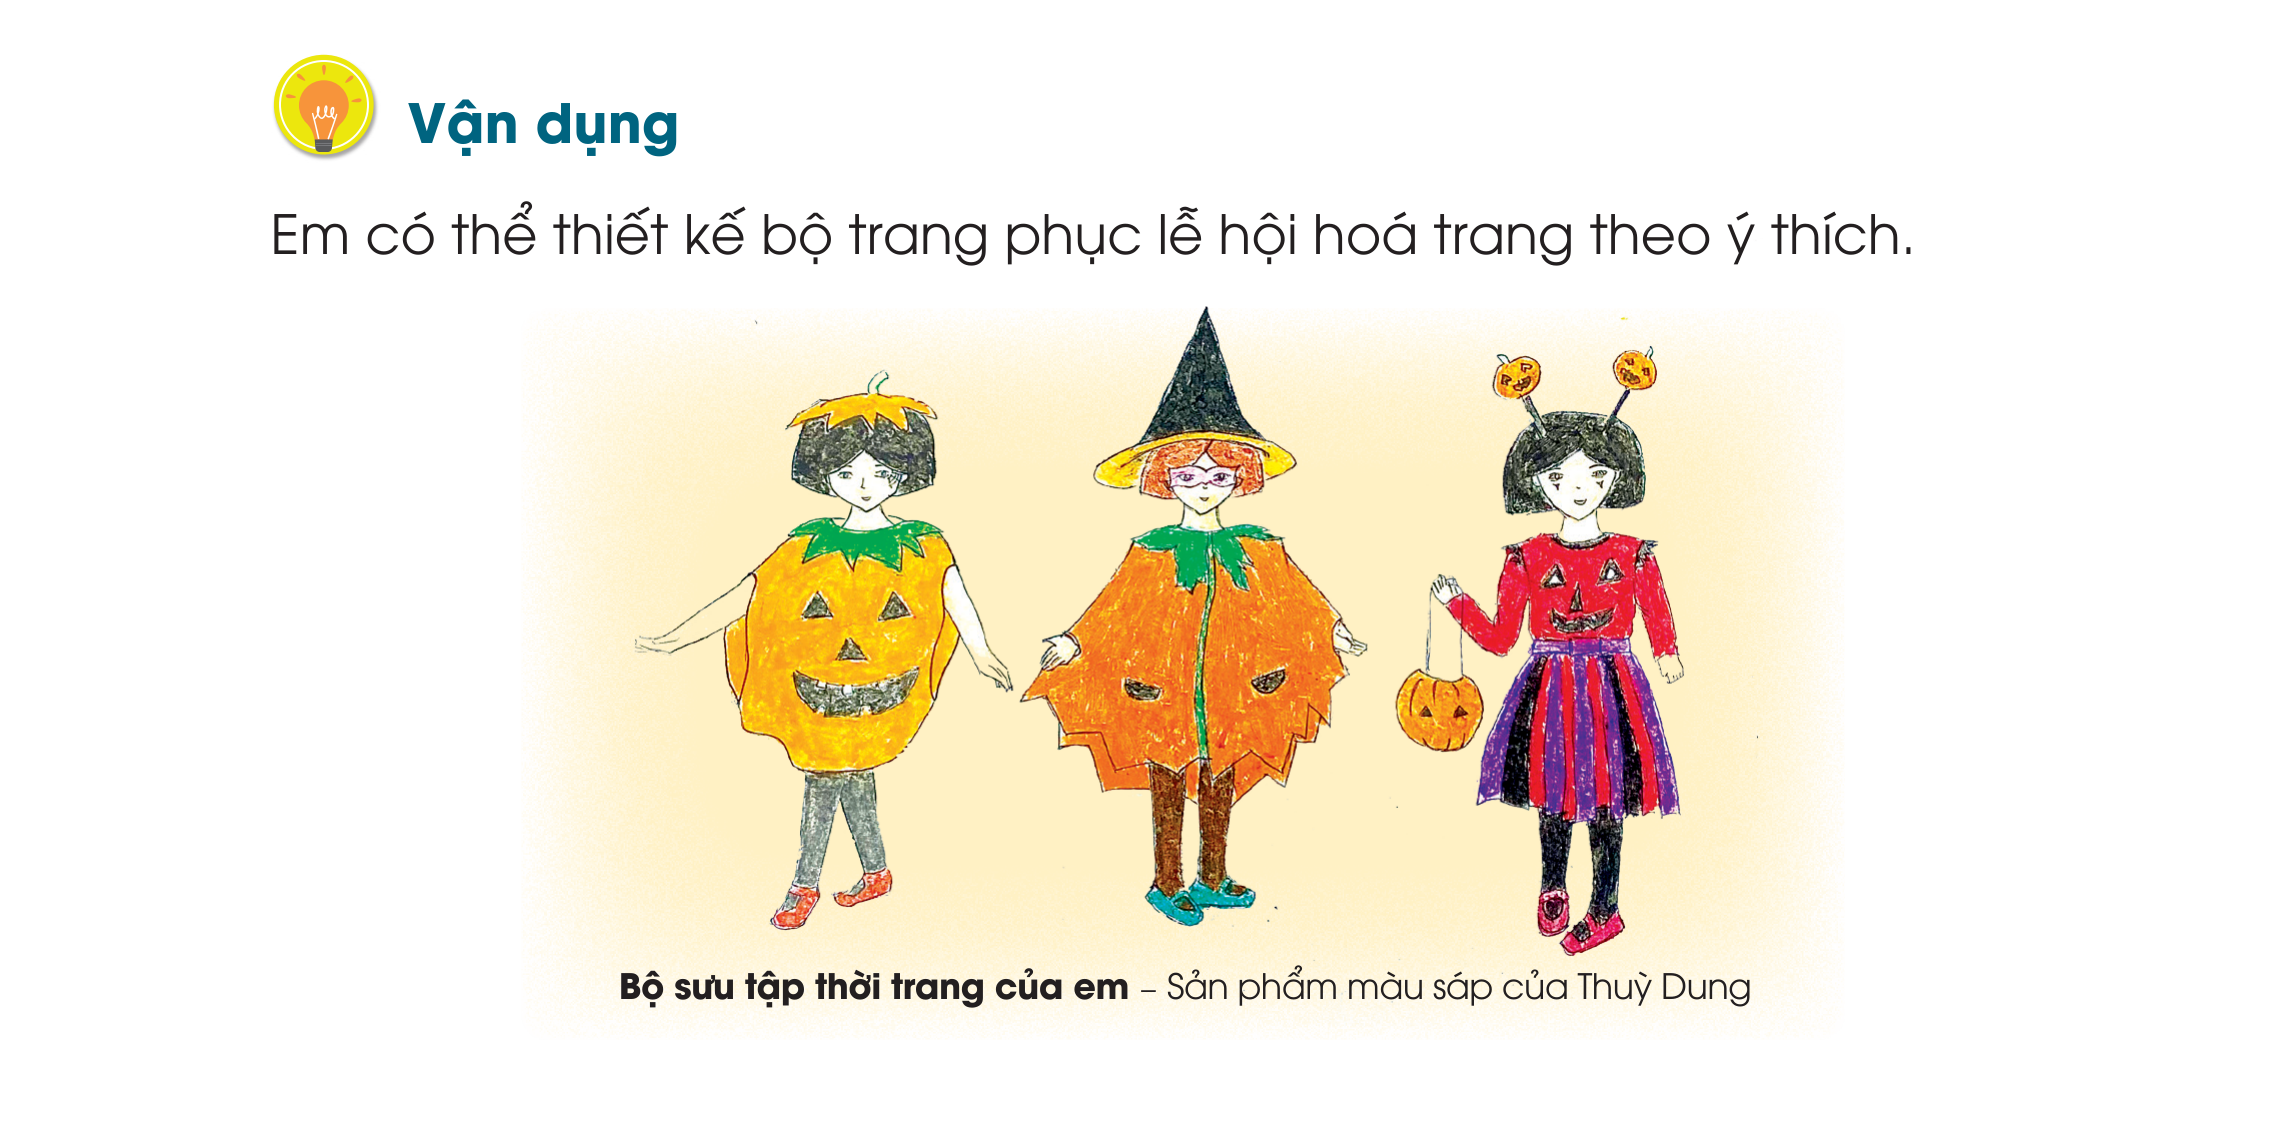 Vận dụng
Em có thể thiết kế bộ trang phục lễ hội hoá trang theo ý thích.
Bộ sưu tập thời trang của em – Sản phẩm màu sáp của Thuỳ Dung